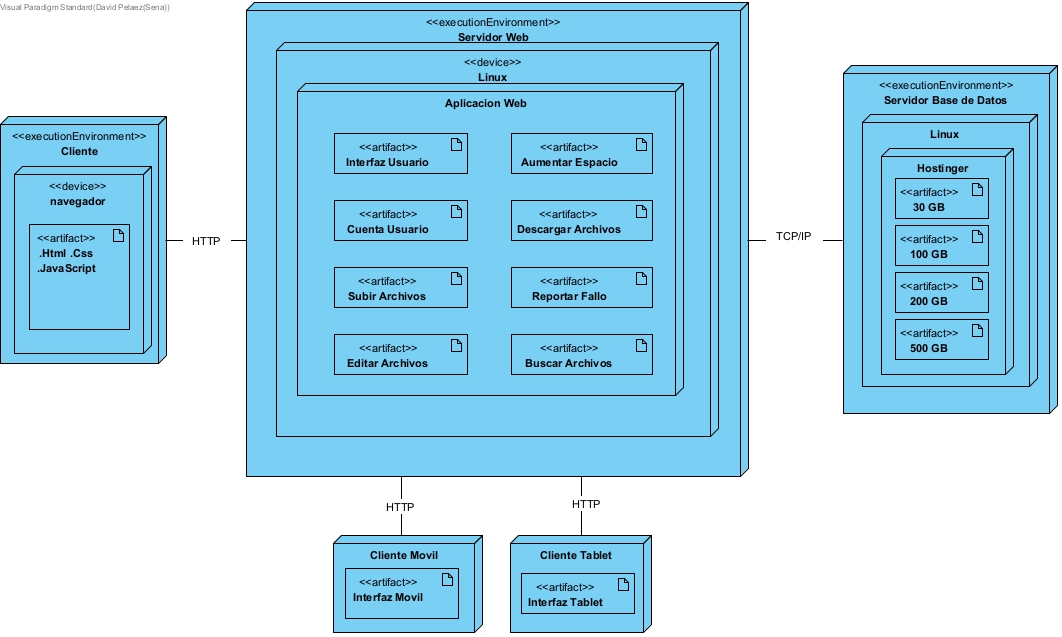 Visual Paradigm Standard(David Pelaez(Sena))
<<executionEnvironment>>
Cliente
<<device>>
navegador
<<artifact>>
.Html .Css
.JavaScript
HTTP
<<executionEnvironment>>
Servidor Web
<<device>>
Linux
Aplicacion Web
<<artifact>>
Interfaz Usuario
<<artifact>>
Aumentar Espacio
<<artifact>>
Cuenta Usuario
<<artifact>>
Descargar Archivos
<<artifact>>
Subir Archivos
<<artifact>>
Reportar Fallo
<<artifact>>
Editar Archivos
<<artifact>>
Buscar Archivos
TCP/IP
<<executionEnvironment>>
Servidor Base de Datos
Linux
Hostinger
<<artifact>>
30 GB
<<artifact>>
100 GB
<<artifact>>
200 GB
<<artifact>>
500 GB
HTTP
HTTP
Cliente Movil
<<artifact>>
Interfaz Movil
Cliente Tablet
<<artifact>>
Interfaz Tablet